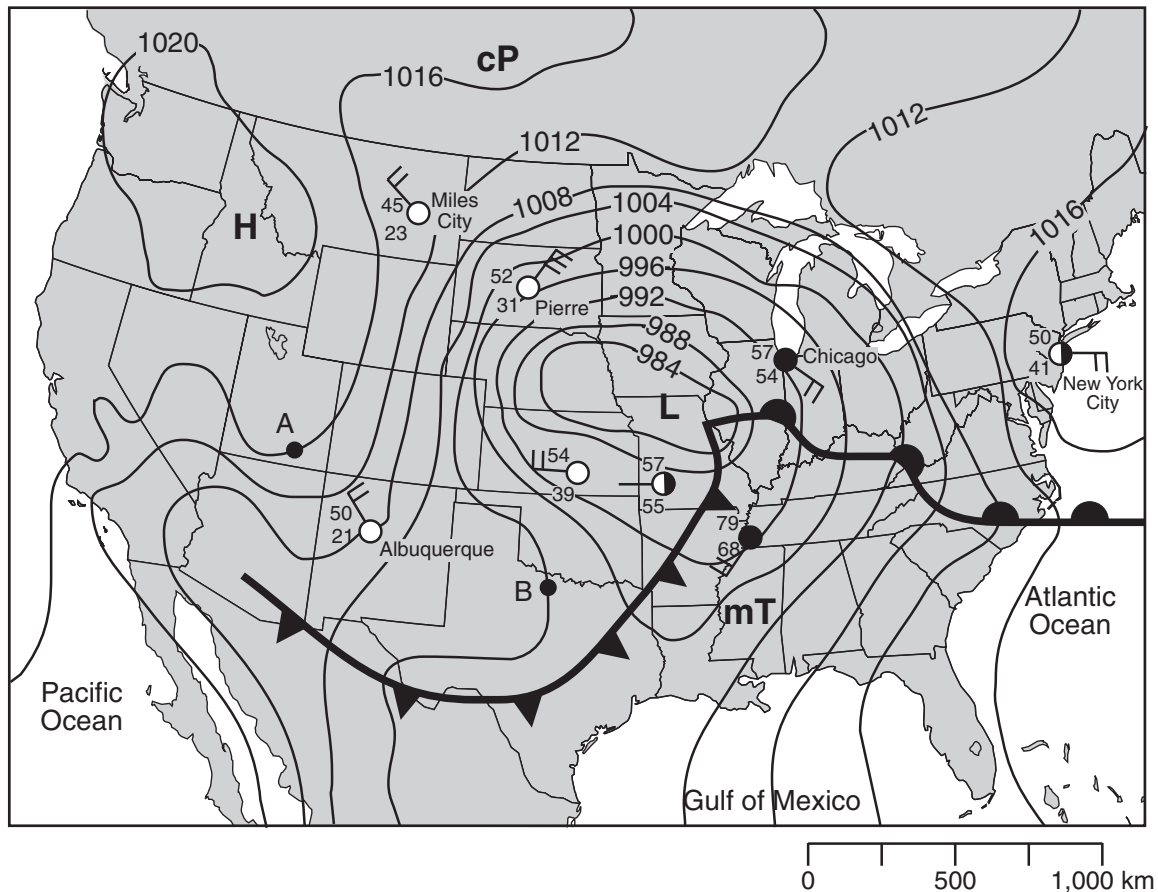 1020
cP
1016
1012
1012
1008
1004
1000
996
992
988
984
1016
H
45
23
Miles
City
52
31
Pierre
57
54
Chicago
50
41
New York
City
A
L
54
39
57
55
50
21
Albuquerque
79
68
B
mT
Atlantic
Ocean
Pacific
Ocean
Gulf of Mexico
0
500
1,000 km